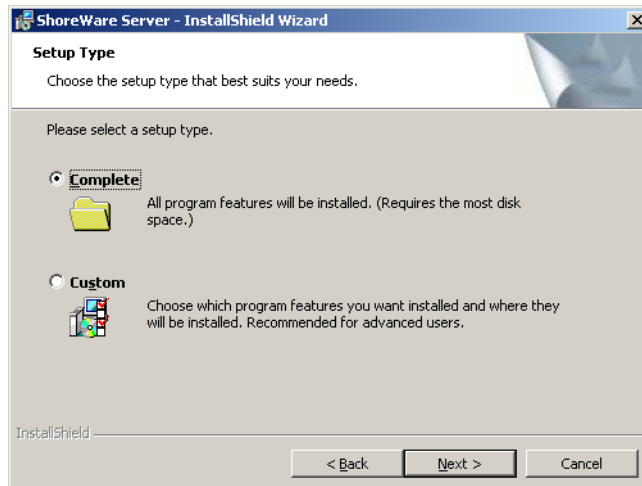 ShoreWare Server - InstallShield Wizard
Setup Type
Choose the setup type that best suits your needs.
Please select a setup type.
Complete
All program features will be installed. (Requires the most disk
space.)
Custom
Choose which program features you want installed and where they
will be installed. Recommended for advanced users.
InstallShield
< Back
Next >
Cancel